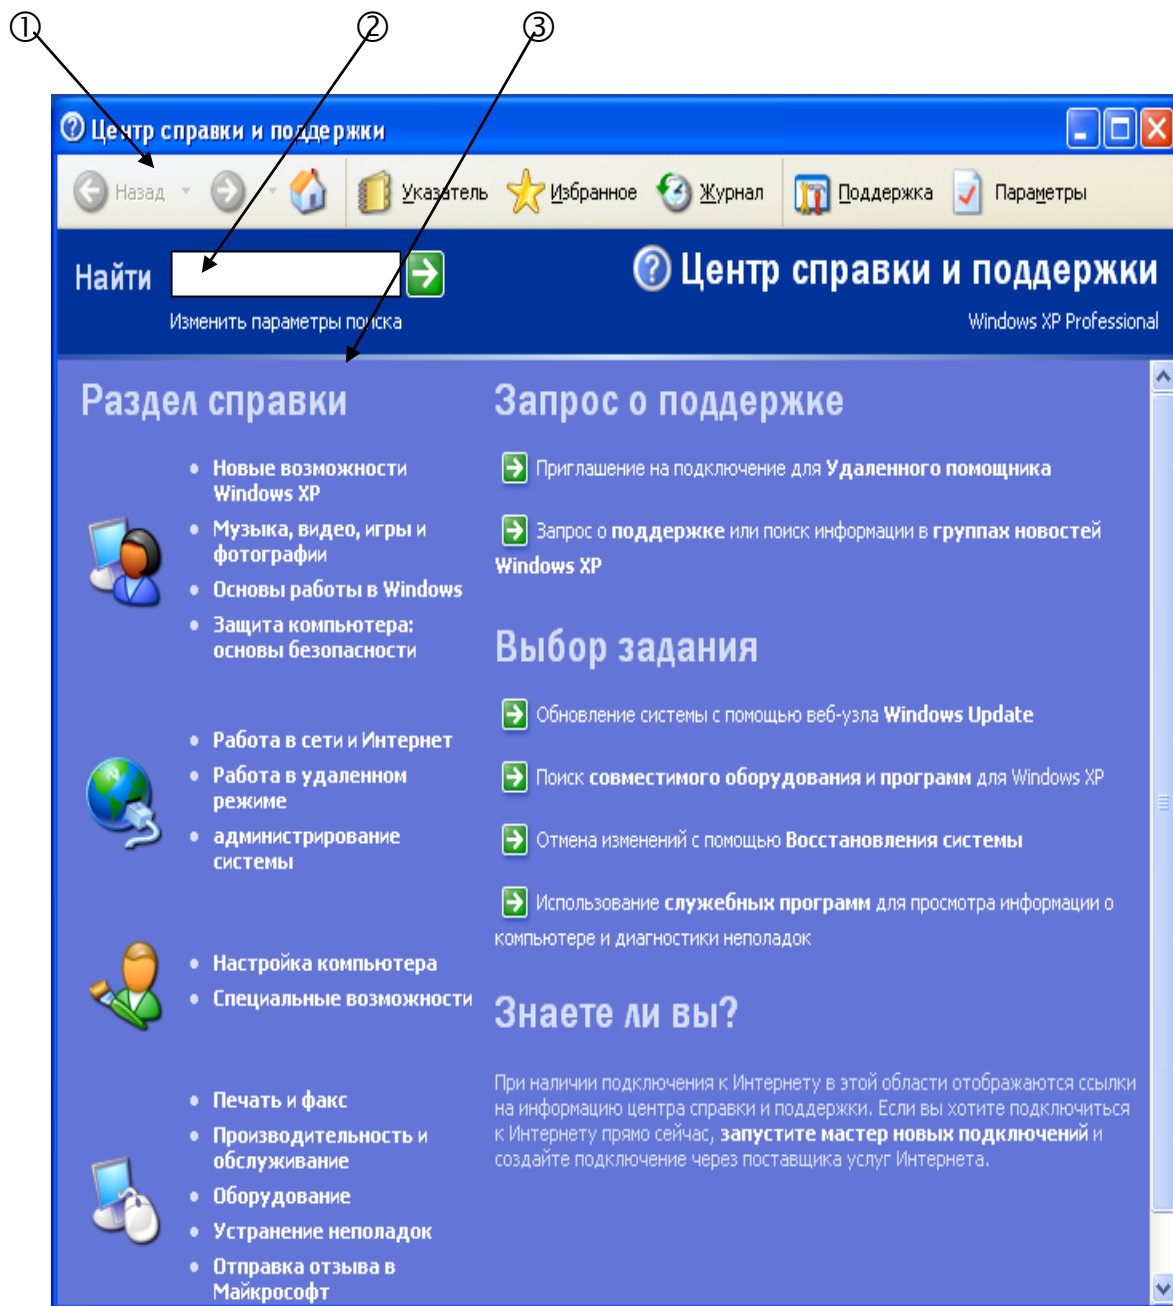 ① ② ③
Центр справки и поддержки
Назад Указатель Избранное Журнал Поддержка Параметры
Найти
Центр справки и поддержки
Изменить параметры поиска
Windows XP Professional
Раздел справки
Новые возможности
Windows XP
Музыка, видео, игры и
фотографии
Основы работы в Windows
Защита компьютера:
основы безопасности
Работа в сети и Интернет
Работа в удаленном
режиме
администрирование
системы
Настройка компьютера
Специальные возможности
Печать и факс
Производительность и
обслуживание
Оборудование
Устранение неполадок
Отправка отзыва в
Майкрософт
Запрос о поддержке
Приглашение на подключение для Удаленного помощника
Запрос о поддержке или поиск информации в группах новостей
Windows XP
Выбор задания
Обновление системы с помощью веб-узла Windows Update
Поиск совместимого оборудования и программ для Windows XP
Отмена изменений с помощью Восстановления системы
Использование служебных программ для просмотра информации о
компьютере и диагностики неполадок
Знаете ли вы?
При наличии подключения к Интернету в этой области отображаются ссылки
на информацию центра справки и поддержки. Если вы хотите подключиться
к Интернету прямо сейчас, запустите мастер новых подключений и
создайте подключение через поставщика услуг Интернета.